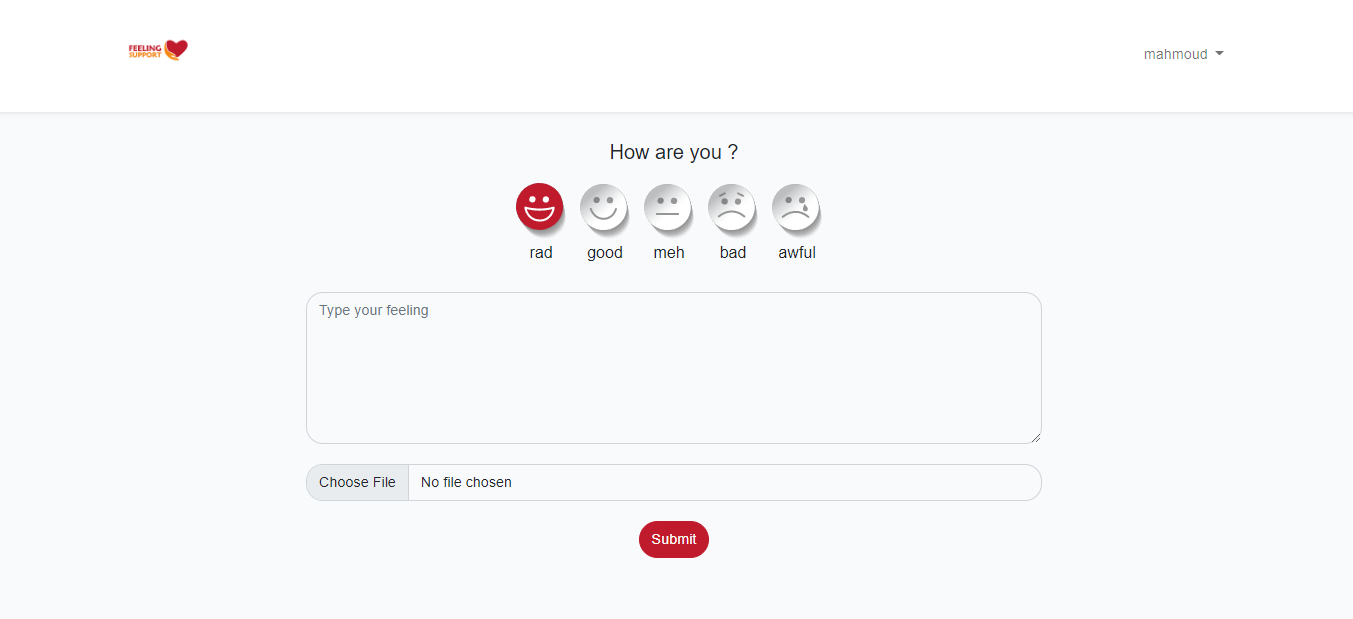 FEELING
SUPPORT
mahmoud
How are you ?
rad good meh bad awful
Type your feeling
Choose File No file chosen
Submit